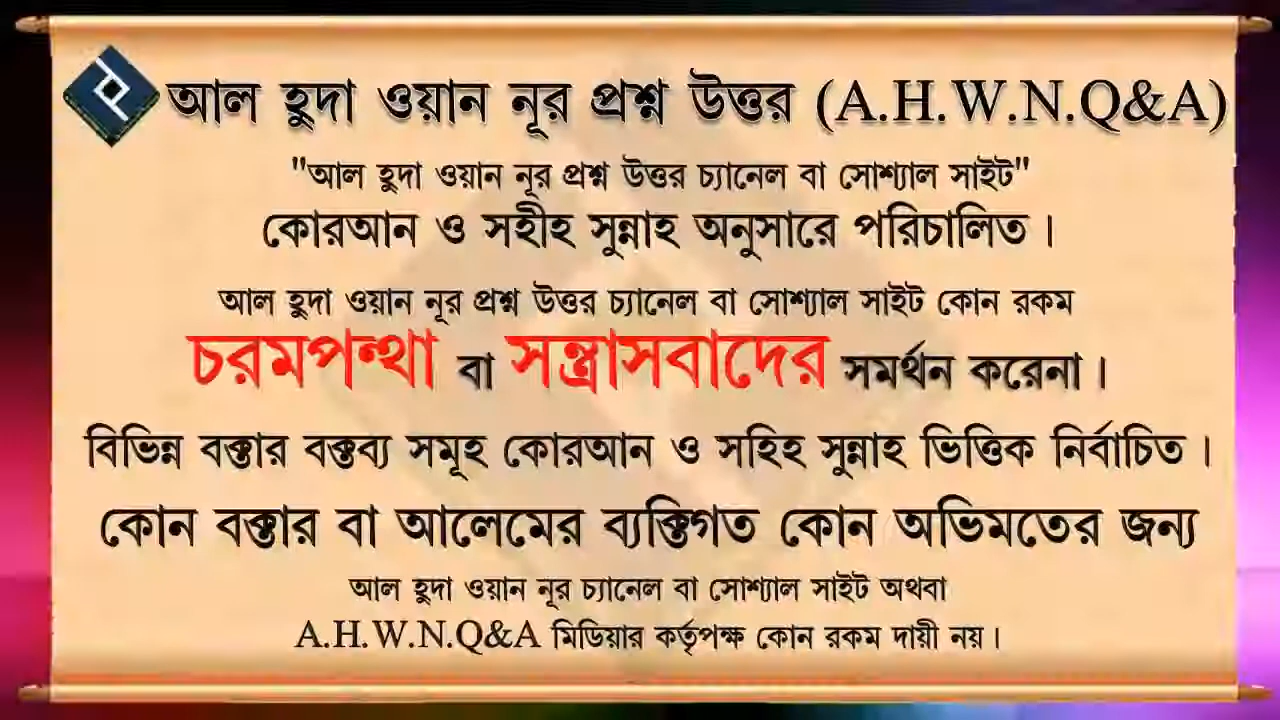 আল হুদা ওয়ান নূর প্রশ্ন উত্তর (A.H.W.N.Q&A)
"আল হুদা ওয়ান নূর প্রশ্ন উত্তর চ্যানেল বা সোশ্যাল সাইট"
কোরআন ও সহীহ সুন্নাহ অনুসারে পরিচালিত।
আল হুদা ওয়ান নূর প্রশ্ন উত্তর চ্যানেল বা সোশ্যাল সাইট কোন রকম
চরমপন্থা বা সন্ত্রাসবাদের সমর্থন করেনা।
বিভিন্ন বক্তার বক্তব্য সমূহ কোরআন ও সহিহ সুন্নাহ ভিত্তিক নির্বাচিত।
কোন বক্তার বা আলেমের ব্যক্তিগত কোন অভিমতের জন্য
আল হুদা ওয়ান নূর চ্যানেল বা সোশ্যাল সাইট অথবা
A.H.W.N.Q&A মিডিয়ার কর্তৃপক্ষ কোন রকম দায়ী নয়।